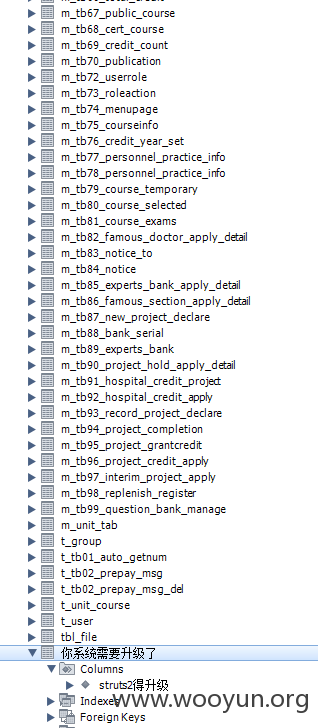 m_tb67_public_course
m_tb68_cert_course
m_tb69_credit_count
m_tb70_publication
m_tb72_userrole
m_tb73_roleaction
m_tb74_menupage
m_tb75_courseinfo
m_tb76_credit_year_set
m_tb77_personnel_practice_info
m_tb78_personnel_practice_info
m_tb79_course_temporary
m_tb80_course_selected
m_tb81_course_exams
m_tb82_famous_doctor_apply_detail
m_tb83_notice_to
m_tb84_notice
m_tb85_experts_bank_apply_detail
m_tb86_famous_section_apply_detail
m_tb87_new_project_declare
m_tb88_bank_serial
m_tb89_experts_bank
m_tb90_project_hold_apply_detail
m_tb91_hospital_credit_project
m_tb92_hospital_credit_apply
m_tb93_record_project_declare
m_tb94_project_completion
m_tb95_project_grantcredit
m_tb96_project_credit_apply
m_tb97_interim_project_apply
m_tb98_replenish_register
m_tb99_question_bank_manage
m_unit_tab
t_group
t_tb01_auto_getnum
t_tb02_prepay_msg
t_tb02_prepay_msg_del
t_unit_course
t_user
tbl_file
你系统需要升级了
Columns
struts2得升级
Indexes
Foreign Keys
www.wooyun.org